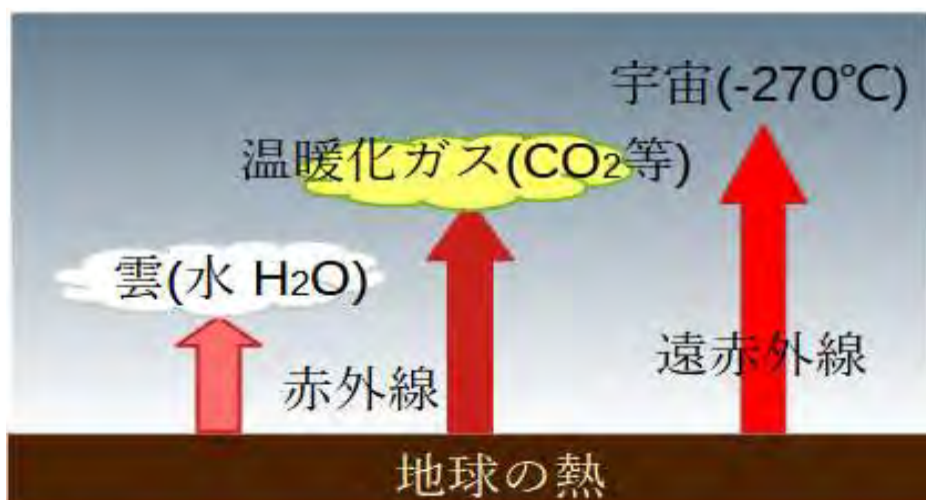 宇宙(-270℃)
温暖化ガス(CO2等)
雲(水 H2O)
赤外線
遠赤外線
地球の熱